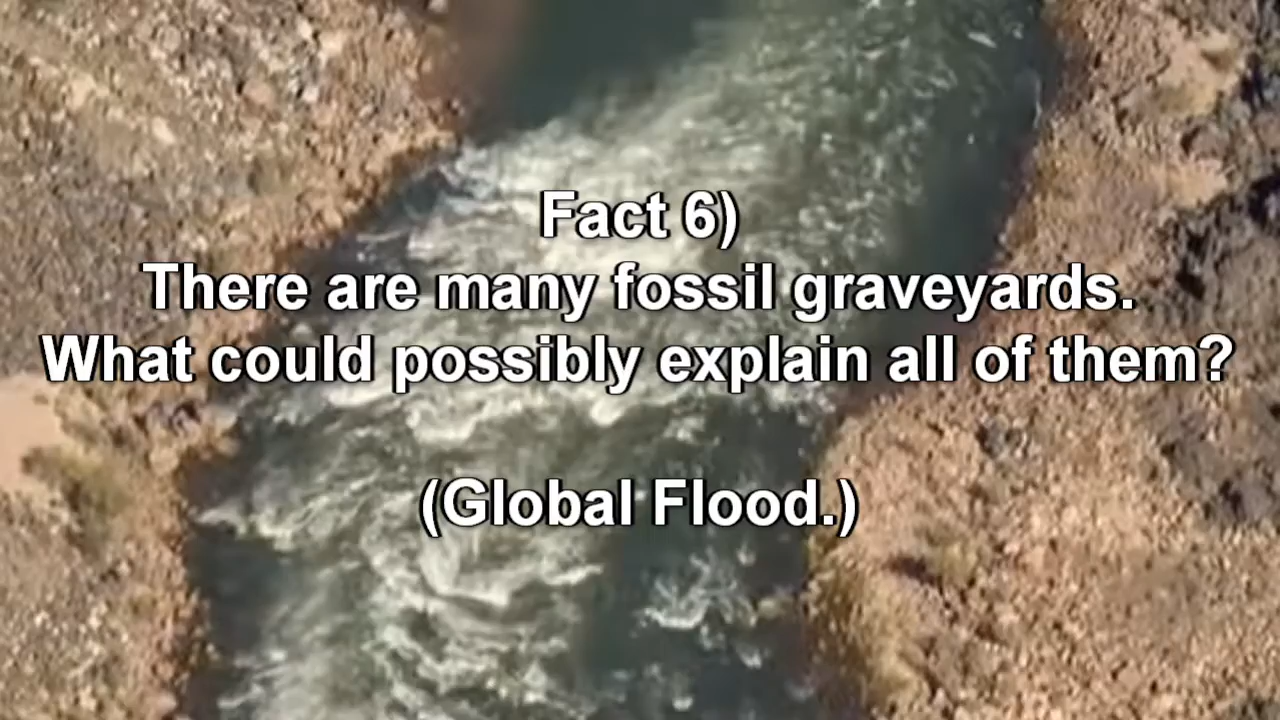 Fact 6)
There are many fossil graveyards.
What could possibly explain all of them?
(Global Flood.)